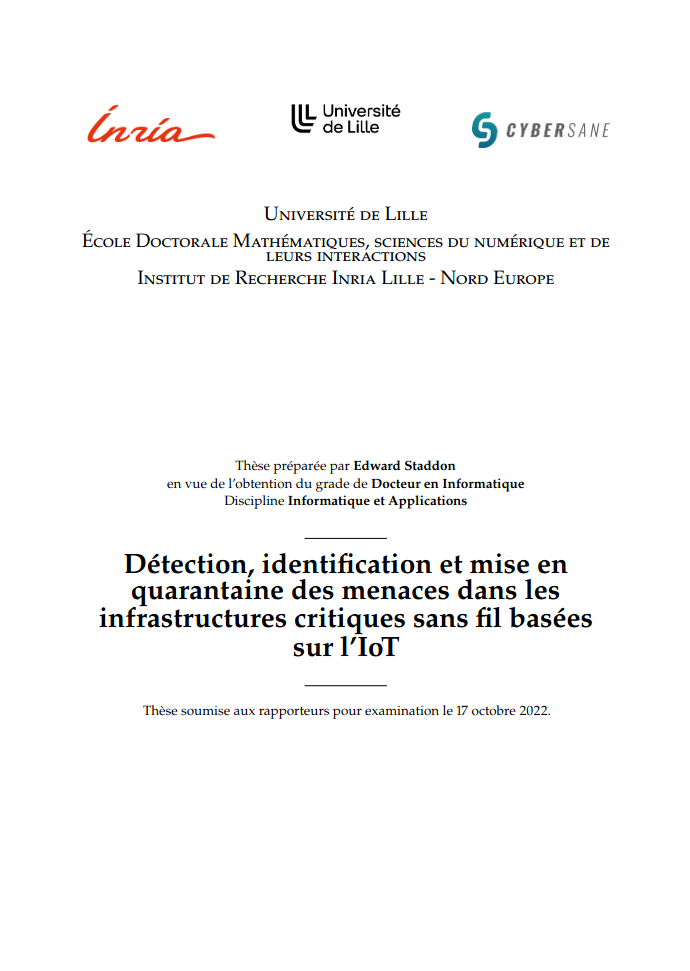 Inria
Université
de Lille
CYBERSANE
Université de Lille
École Doctorale Mathématiques, sciences du numérique et de
leurs interactions
Institut de Recherche Inria Lille - Nord Europe
Thèse préparée par Edward Staddon
en vue de l'obtention du grade de Docteur en Informatique
Discipline Informatique et Applications
Détection, identification et mise en
quarantaine des menaces dans les
infrastructures critiques sans fil basées
sur l'IoT
Thèse soumise aux rapporteurs pour examination le 17 octobre 2022.